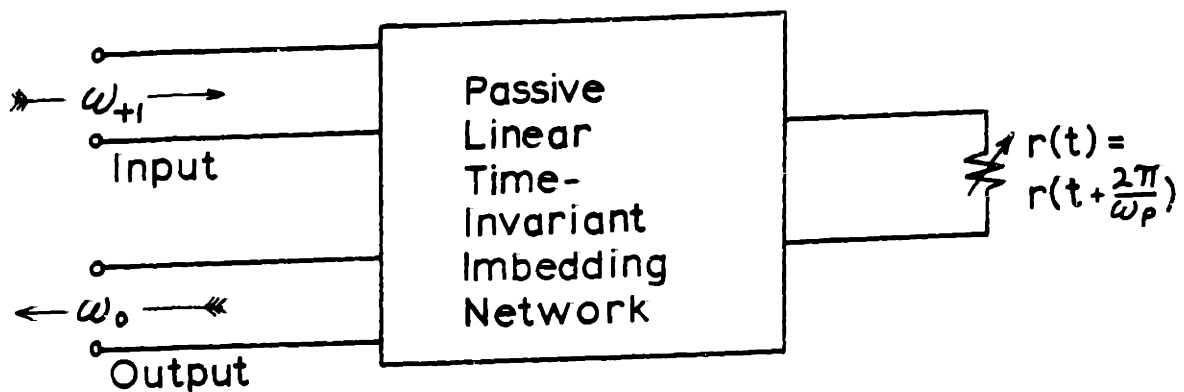 ω+1
Input
ω0
Output
Passive
Linear
Time-
Invariant
Imbedding
Network
r(t) =
r(t + 2π/ωp)